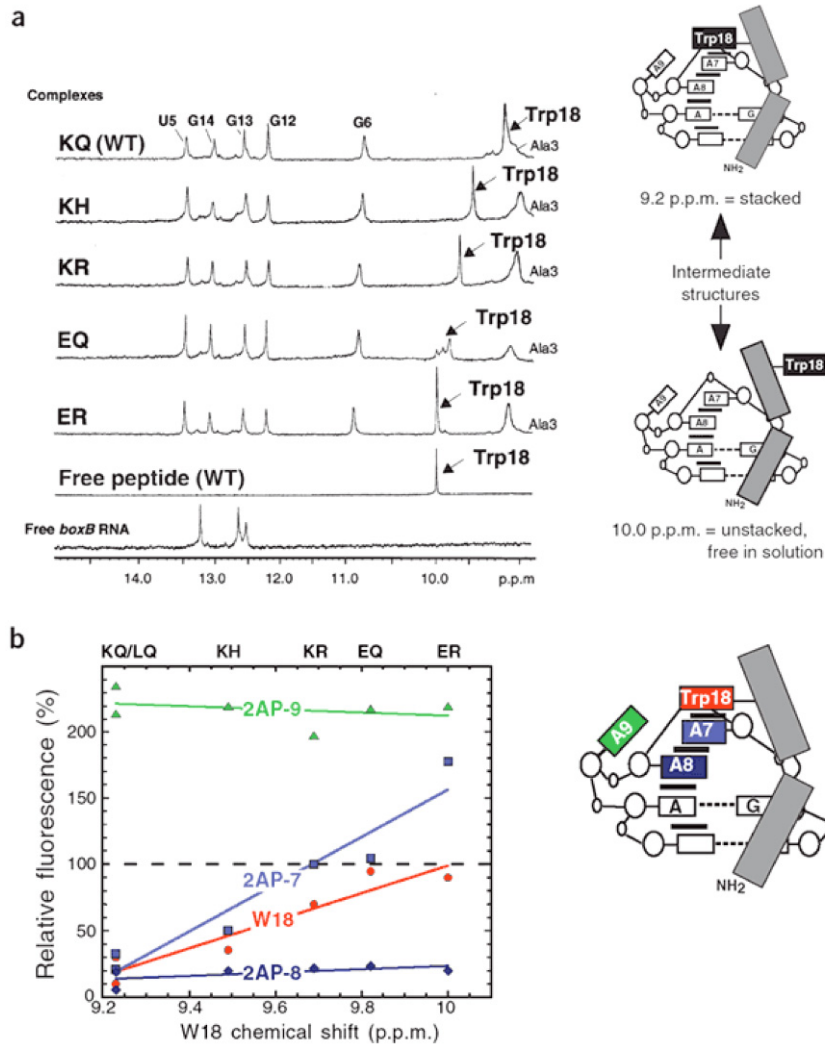 a
Complexes
U5 G14 G13 G12 G6
KQ (WT) Trp18 Ala3
KH Trp18 Ala3
KR Trp18 Ala3
EQ Trp18 Ala3
ER Trp18 Ala3
Free peptide (WT) Trp18
Free boxB RNA
14.0 13.0 12.0 11.0 10.0 p.p.m
Trp18
A9 A7
A8
A G
NH2
9.2 p.p.m. = stacked
Intermediate
structures
Trp18
A9 A7
A8
A G
NH2
10.0 p.p.m. = unstacked,
free in solution
b
KQ/LQ KH KR EQ ER
Relative fluorescence (%)
200
150
100
50
0
2AP-9
2AP-7
W18
2AP-8
9.2 9.4 9.6 9.8 10
W18 chemical shift (p.p.m.)
Trp18
A9 A7
A8
A G
NH2